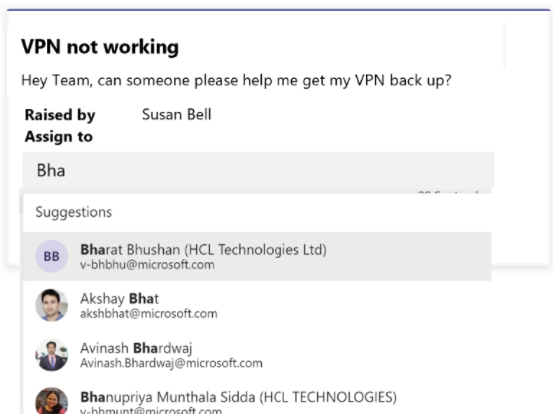 VPN not working
Hey Team, can someone please help me get my VPN back up?
Raised by Susan Bell
Assign to
Bha
Suggestions
BB
Bharat Bhushan (HCL Technologies Ltd)
v-bhbhu@microsoft.com
Akshay Bhat
akshbhat@microsoft.com
Avinash Bhardwaj
Avinash.Bhardwaj@microsoft.com
Bhanupriya Munthala Sidda (HCL TECHNOLOGIES)
v-bhmunt@microsoft.com